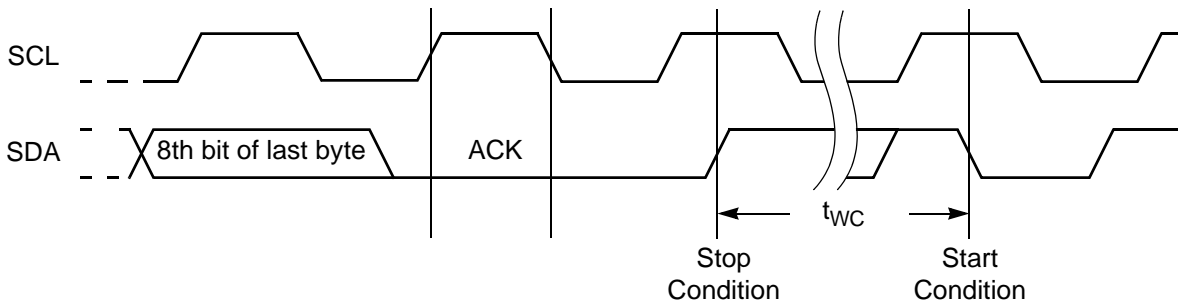 SCL
SDA
8th bit of last byte
ACK
tWC
Stop
Condition
Start
Condition